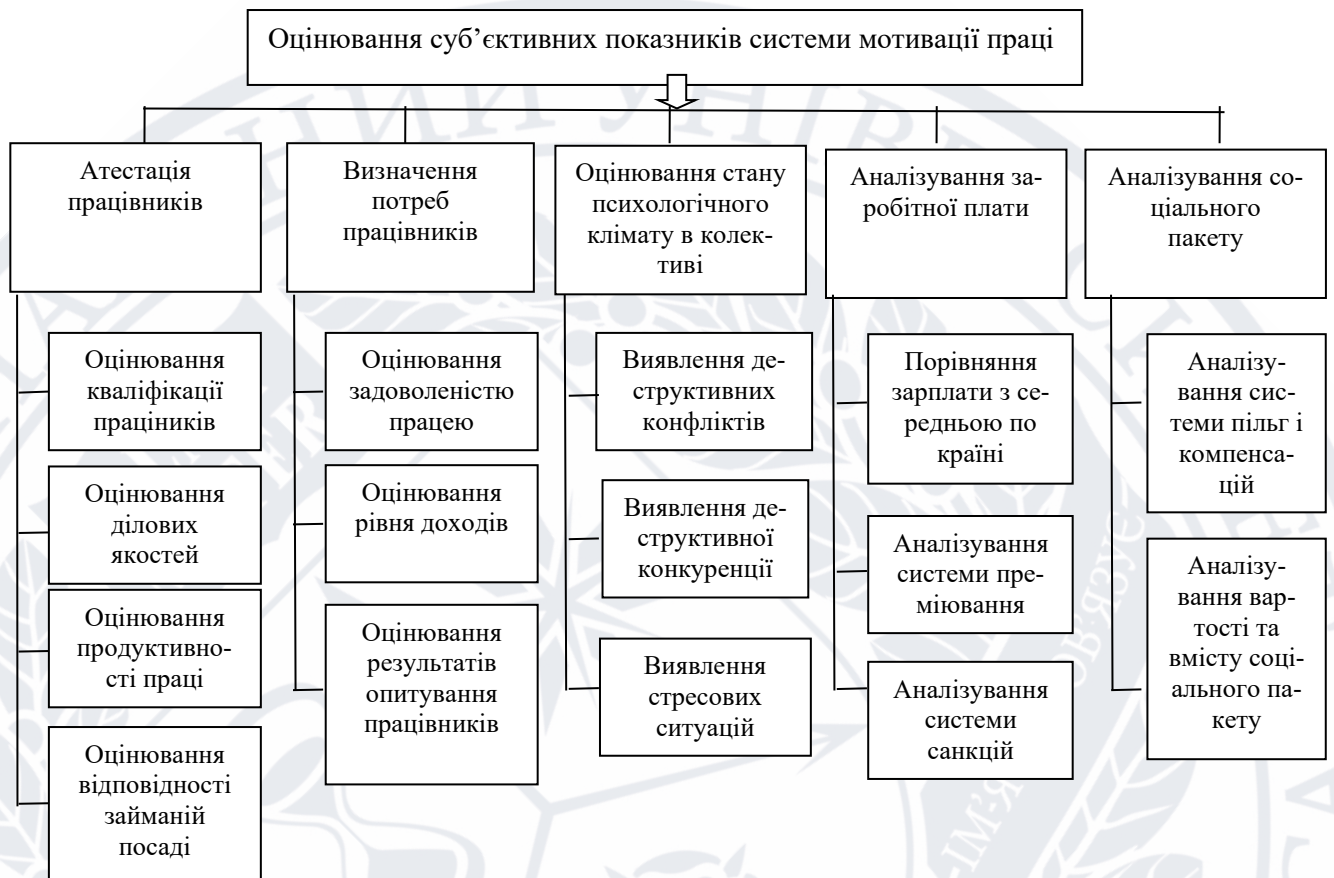 Оцінювання суб’єктивних показників системи мотивації праці
Атестація
працівників
Визначення
потреб
працівників
Оцінювання стану
психологічного
клімату в колек-
тиві
Аналізування за-
робітної плати
Аналізування со-
ціального
пакету
Оцінювання
кваліфікації
праціників
Оцінювання
ділових
якостей
Оцінювання
продуктивно-
сті праці
Оцінювання
відповідності
займаній
посаді
Оцінювання
задоволеністю
працею
Оцінювання
рівня доходів
Оцінювання
результатів
опитування
працівників
Виявлення де-
структивних
конфліктів
Виявлення де-
структивної
конкуренції
Виявлення
стресових
ситуацій
Порівняння
зарплати з се-
редньою по
країні
Аналізування
системи пре-
міювання
Аналізування
системи
санкцій
Аналізу-
вання сис-
теми пільг і
компенса-
цій
Аналізу-
вання вар-
тості та
вмісту соці-
ального па-
кету